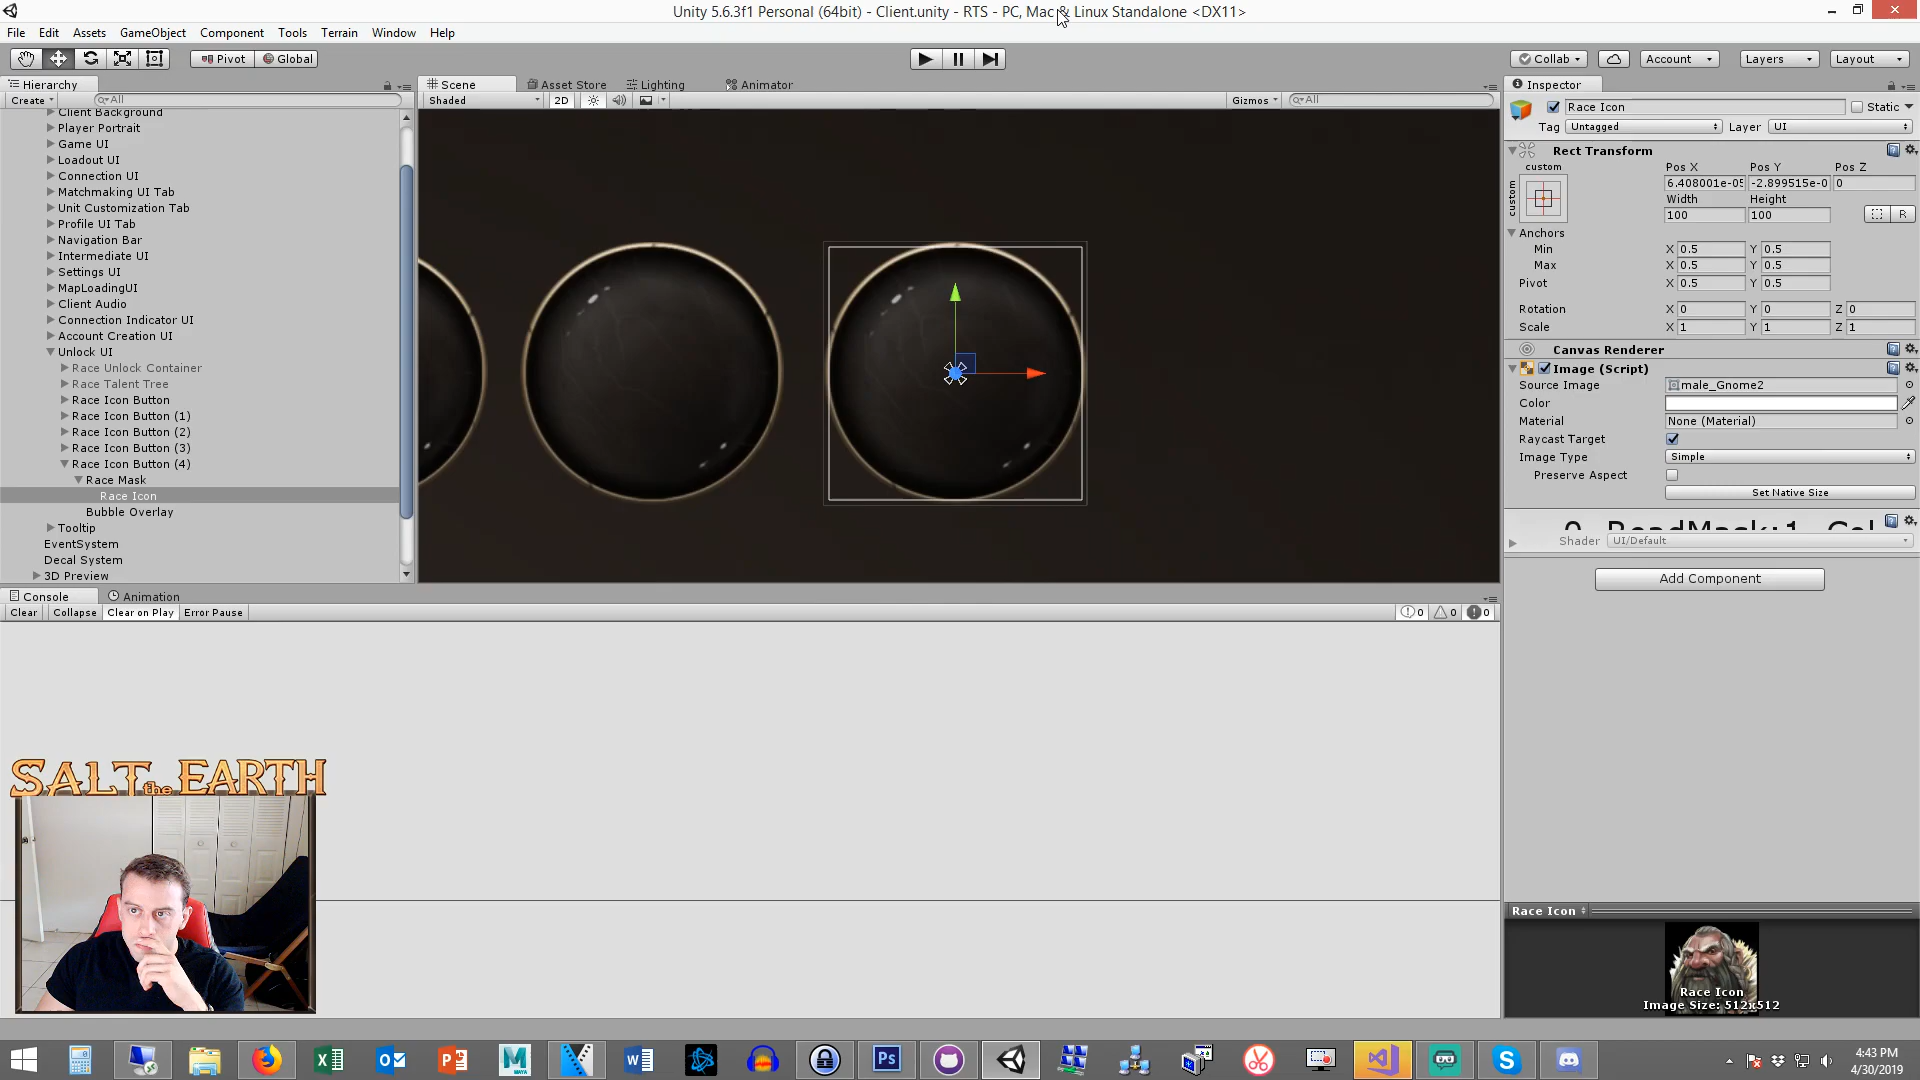 Unity 5.6.3f1 Personal (64bit) - Client.unity - RTS - PC, Mac & Linux Standalone <DX11>
File Edit Assets GameObject Component Tools Terrain Window Help
Pivot Global Collab Account Layers Layout
Hierarchy
Create All
Client Background
Player Portrait
Game UI
Loadout UI
Connection UI
Matchmaking UI Tab
Unit Customization Tab
Profile UI Tab
Navigation Bar
Intermediate UI
Settings UI
MapLoadingUI
Client Audio
Connection Indicator UI
Account Creation UI
Unlock UI
Race Unlock Container
Race Talent Tree
Race Icon Button
Race Icon Button (1)
Race Icon Button (2)
Race Icon Button (3)
Race Icon Button (4)
Race Mask
Race Icon
Bubble Overlay
Tooltip
EventSystem
Decal System
3D Preview
Scene Asset Store Lighting Animator
Shaded 2D Gizmos All
Inspector
Race Icon Static
Tag Untagged Layer UI
Rect Transform
custom
custom
Pos X Pos Y Pos Z
6.408001e-05 -2.899515e-0 0
Width Height
100 100 R
Anchors
Min X 0.5 Y 0.5
Max X 0.5 Y 0.5
Pivot X 0.5 Y 0.5
Rotation X 0 Y 0 Z 0
Scale X 1 Y 1 Z 1
Canvas Renderer
Image (Script)
Source Image male_Gnome2
Color
Material None (Material)
Raycast Target
Image Type Simple
Preserve Aspect
Set Native Size
Shader UI/Default
Add Component
Console Animation
Clear Collapse Clear on Play Error Pause 0 0 0
SALT the EARTH
Race Icon
Race Icon
Image Size: 512x512
Ps
4:43 PM
4/30/2019